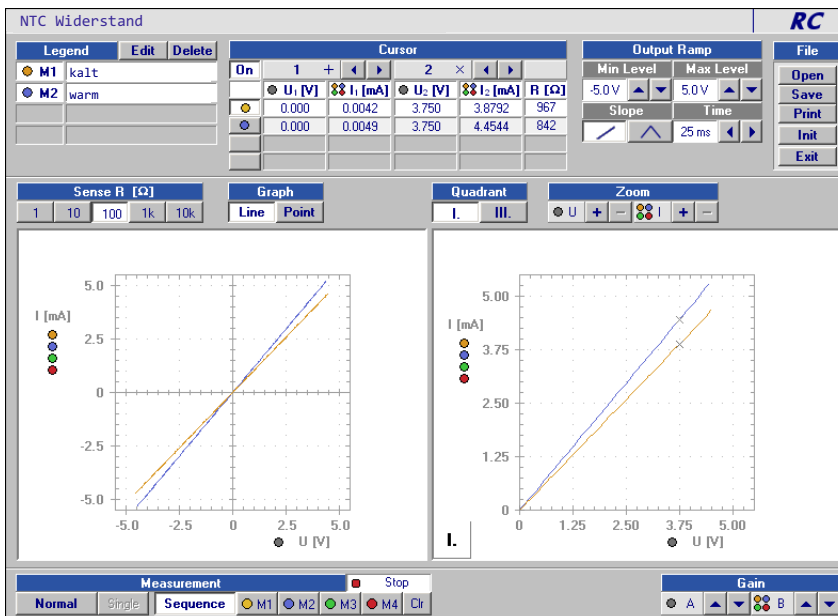 NTC Widerstand
RC
Legend Edit Delete
M1 kalt
M2 warm
Cursor
On 1 + 2 ×
U₁ [V] I₁ [mA] U₂ [V] I₂ [mA] R [Ω]
0.000 0.0042 3.750 3.8792 967
0.000 0.0049 3.750 4.4544 842
Output Ramp
Min Level Max Level
-5.0 V 5.0 V
Slope Time
25 ms
File
Open
Save
Print
Init
Exit
Sense R [Ω]
1 10 100 1k 10k
Graph
Line Point
Quadrant
I. III.
Zoom
U + − I + −
I [mA]
5.0
2.5
0
-2.5
-5.0
-5.0 -2.5 0 2.5 5.0
U [V]
I [mA]
5.00
3.75
2.50
1.25
0
0 1.25 2.50 3.75 5.00
U [V]
I.
Measurement
Stop
Normal Single Sequence M1 M2 M3 M4 Clr
Gain
A B